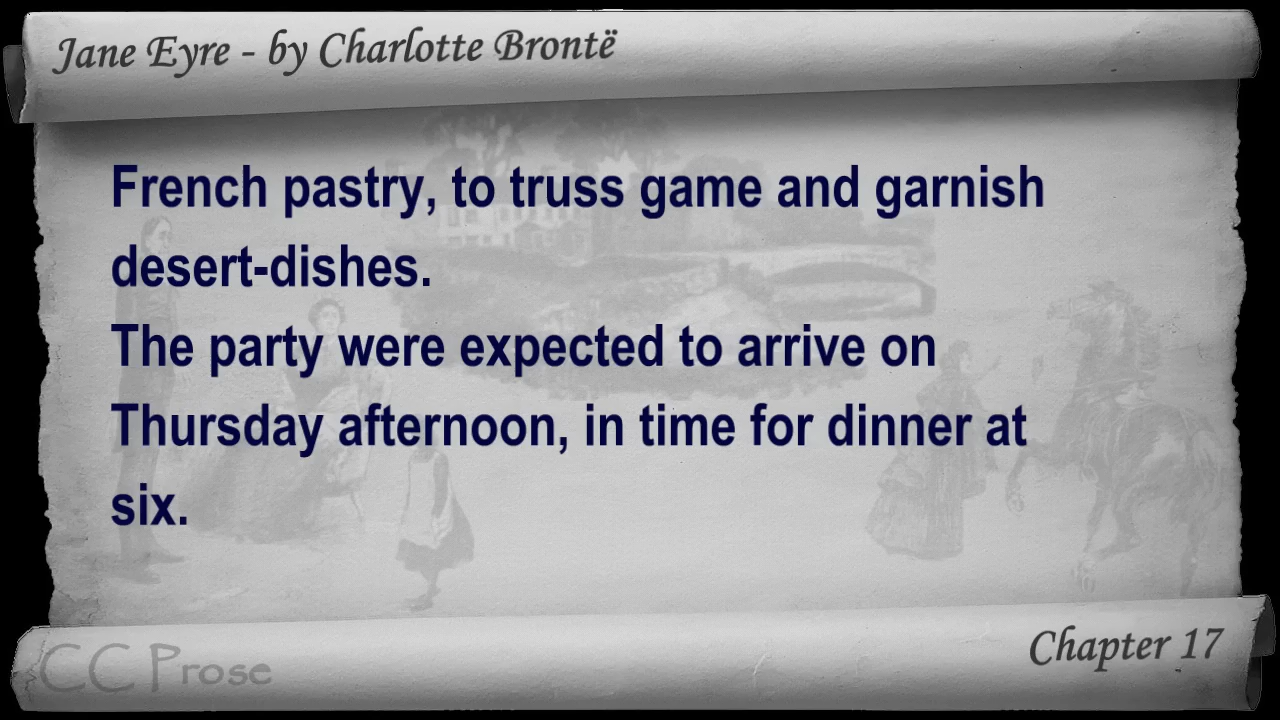 Jane Eyre - by Charlotte Brontë
French pastry, to truss game and garnish
desert-dishes.
The party were expected to arrive on
Thursday afternoon, in time for dinner at
six.
CC Prose
Chapter 17